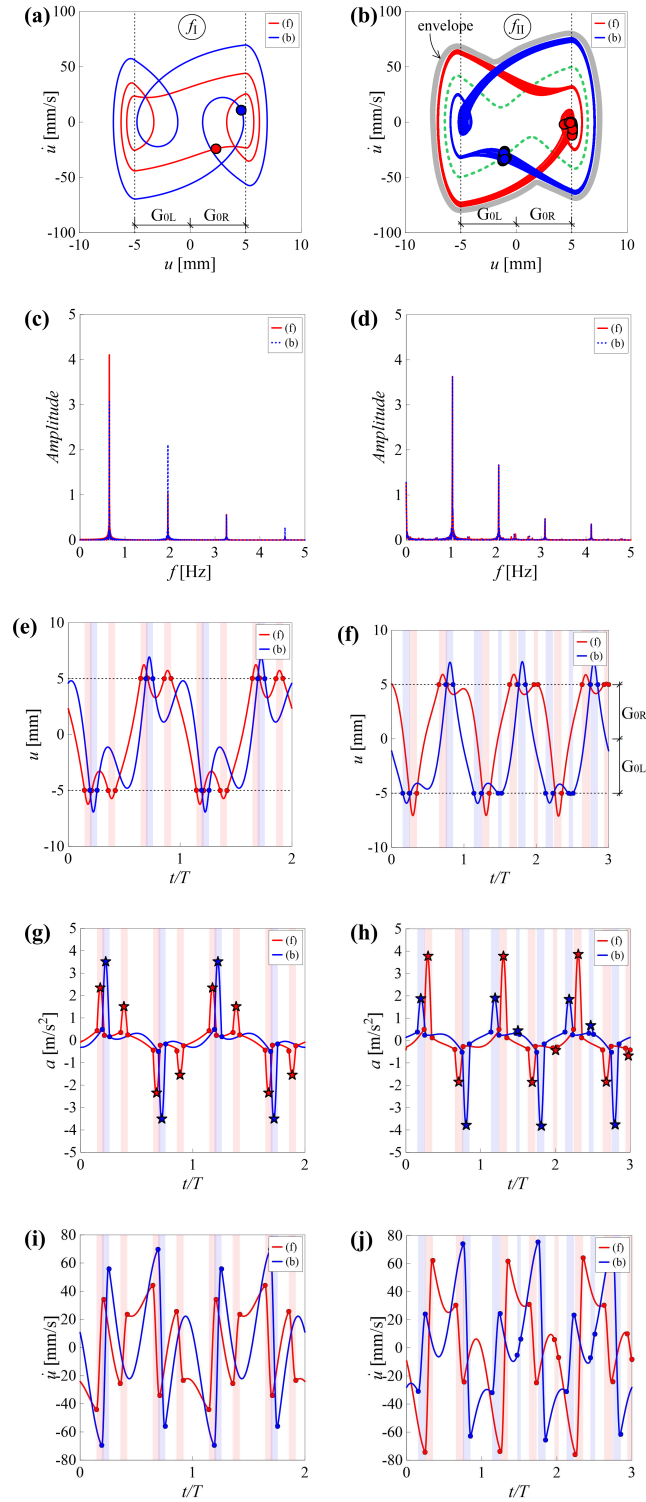 (a)
f_I
(f)
(b)
100
50
0
-50
-100
u̇ [mm/s]
G0L
G0R
-10
-5
0
5
10
u [mm]
(b)
envelope
f_II
(f)
(b)
100
50
0
-50
-100
u̇ [mm/s]
G0L
G0R
-10
-5
0
5
10
u [mm]
(c)
(f)
(b)
5
4
3
2
1
0
Amplitude
0
1
2
3
4
5
f [Hz]
(d)
(f)
(b)
5
4
3
2
1
0
Amplitude
0
1
2
3
4
5
f [Hz]
(e)
(f)
(b)
10
5
0
-5
-10
u [mm]
0
1
2
t/T
(f)
(f)
(b)
10
5
0
-5
-10
u [mm]
G0R
G0L
0
1
2
3
t/T
(g)
(f)
(b)
5
4
3
2
1
0
-1
-2
-3
-4
-5
a [m/s²]
0
1
2
t/T
(h)
(f)
(b)
5
4
3
2
1
0
-1
-2
-3
-4
-5
a [m/s²]
0
1
2
3
t/T
(i)
(f)
(b)
80
60
40
20
0
-20
-40
-60
-80
u̇ [mm/s]
0
1
2
t/T
(j)
(f)
(b)
80
60
40
20
0
-20
-40
-60
-80
u̇ [mm/s]
0
1
2
3
t/T